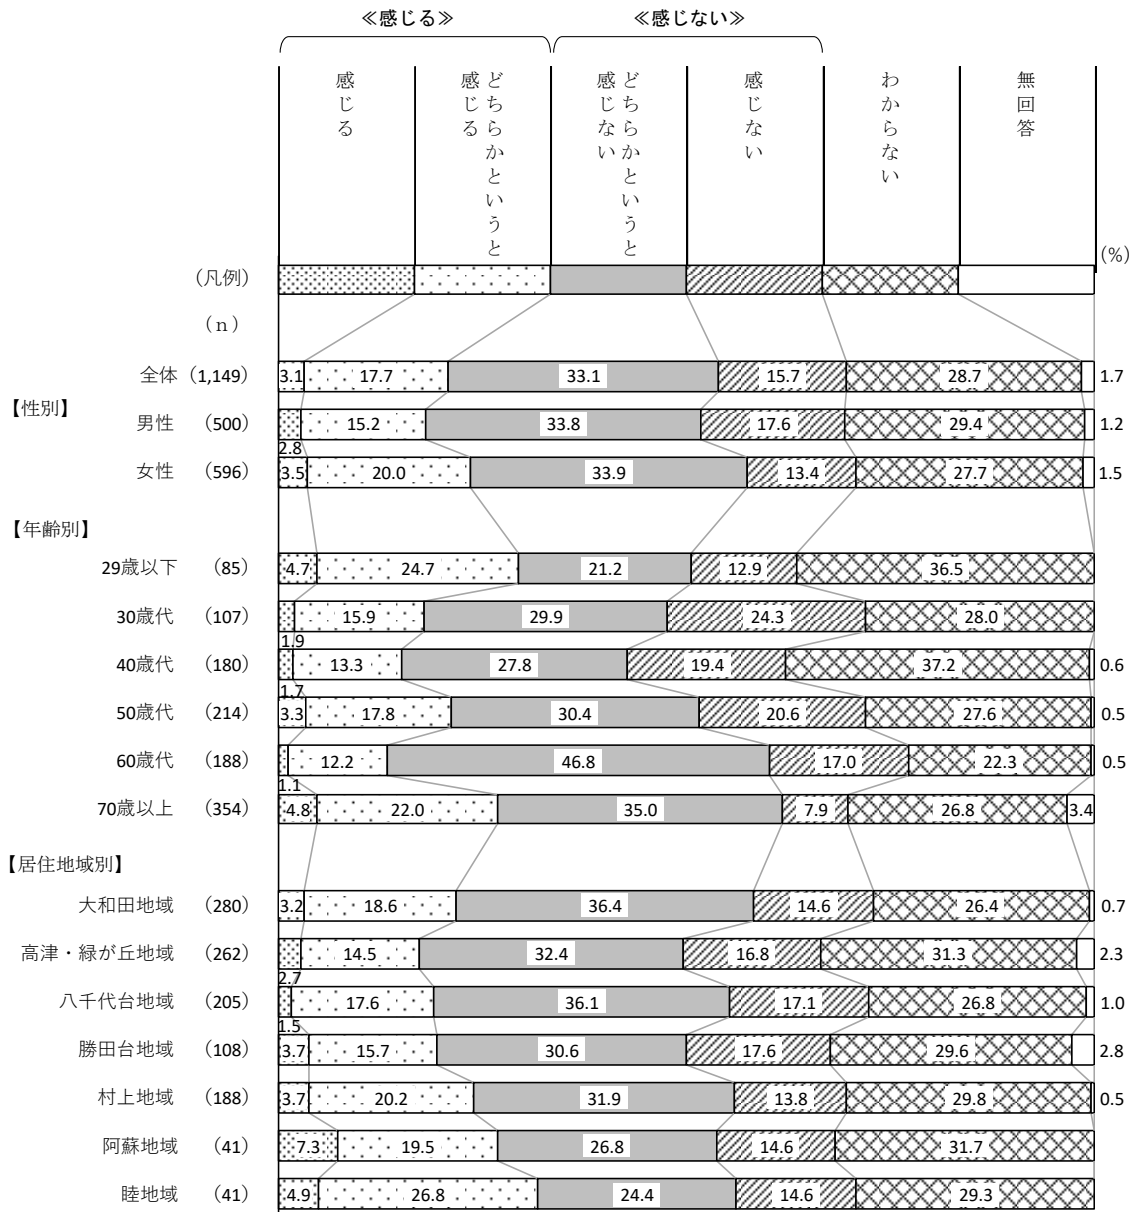 ≪感じる≫ ≪感じない≫
感じる
どちらかというと
感じる
どちらかというと
感じない
感じない
わからない
無回答
(%)
(凡例)
(n)
全体 (1,149) 3.1 17.7 33.1 15.7 28.7 1.7
【性別】
男性 (500) 2.8 15.2 33.8 17.6 29.4 1.2
女性 (596) 3.5 20.0 33.9 13.4 27.7 1.5
【年齢別】
29歳以下 (85) 4.7 24.7 21.2 12.9 36.5
30歳代 (107) 1.9 15.9 29.9 24.3 28.0
40歳代 (180) 1.7 13.3 27.8 19.4 37.2 0.6
50歳代 (214) 3.3 17.8 30.4 20.6 27.6 0.5
60歳代 (188) 1.1 12.2 46.8 17.0 22.3 0.5
70歳以上 (354) 4.8 22.0 35.0 7.9 26.8 3.4
【居住地域別】
大和田地域 (280) 3.2 18.6 36.4 14.6 26.4 0.7
高津・緑が丘地域 (262) 2.7 14.5 32.4 16.8 31.3 2.3
八千代台地域 (205) 1.5 17.6 36.1 17.1 26.8 1.0
勝田台地域 (108) 3.7 15.7 30.6 17.6 29.6 2.8
村上地域 (188) 3.7 20.2 31.9 13.8 29.8 0.5
阿蘇地域 (41) 7.3 19.5 26.8 14.6 31.7
睦地域 (41) 4.9 26.8 24.4 14.6 29.3